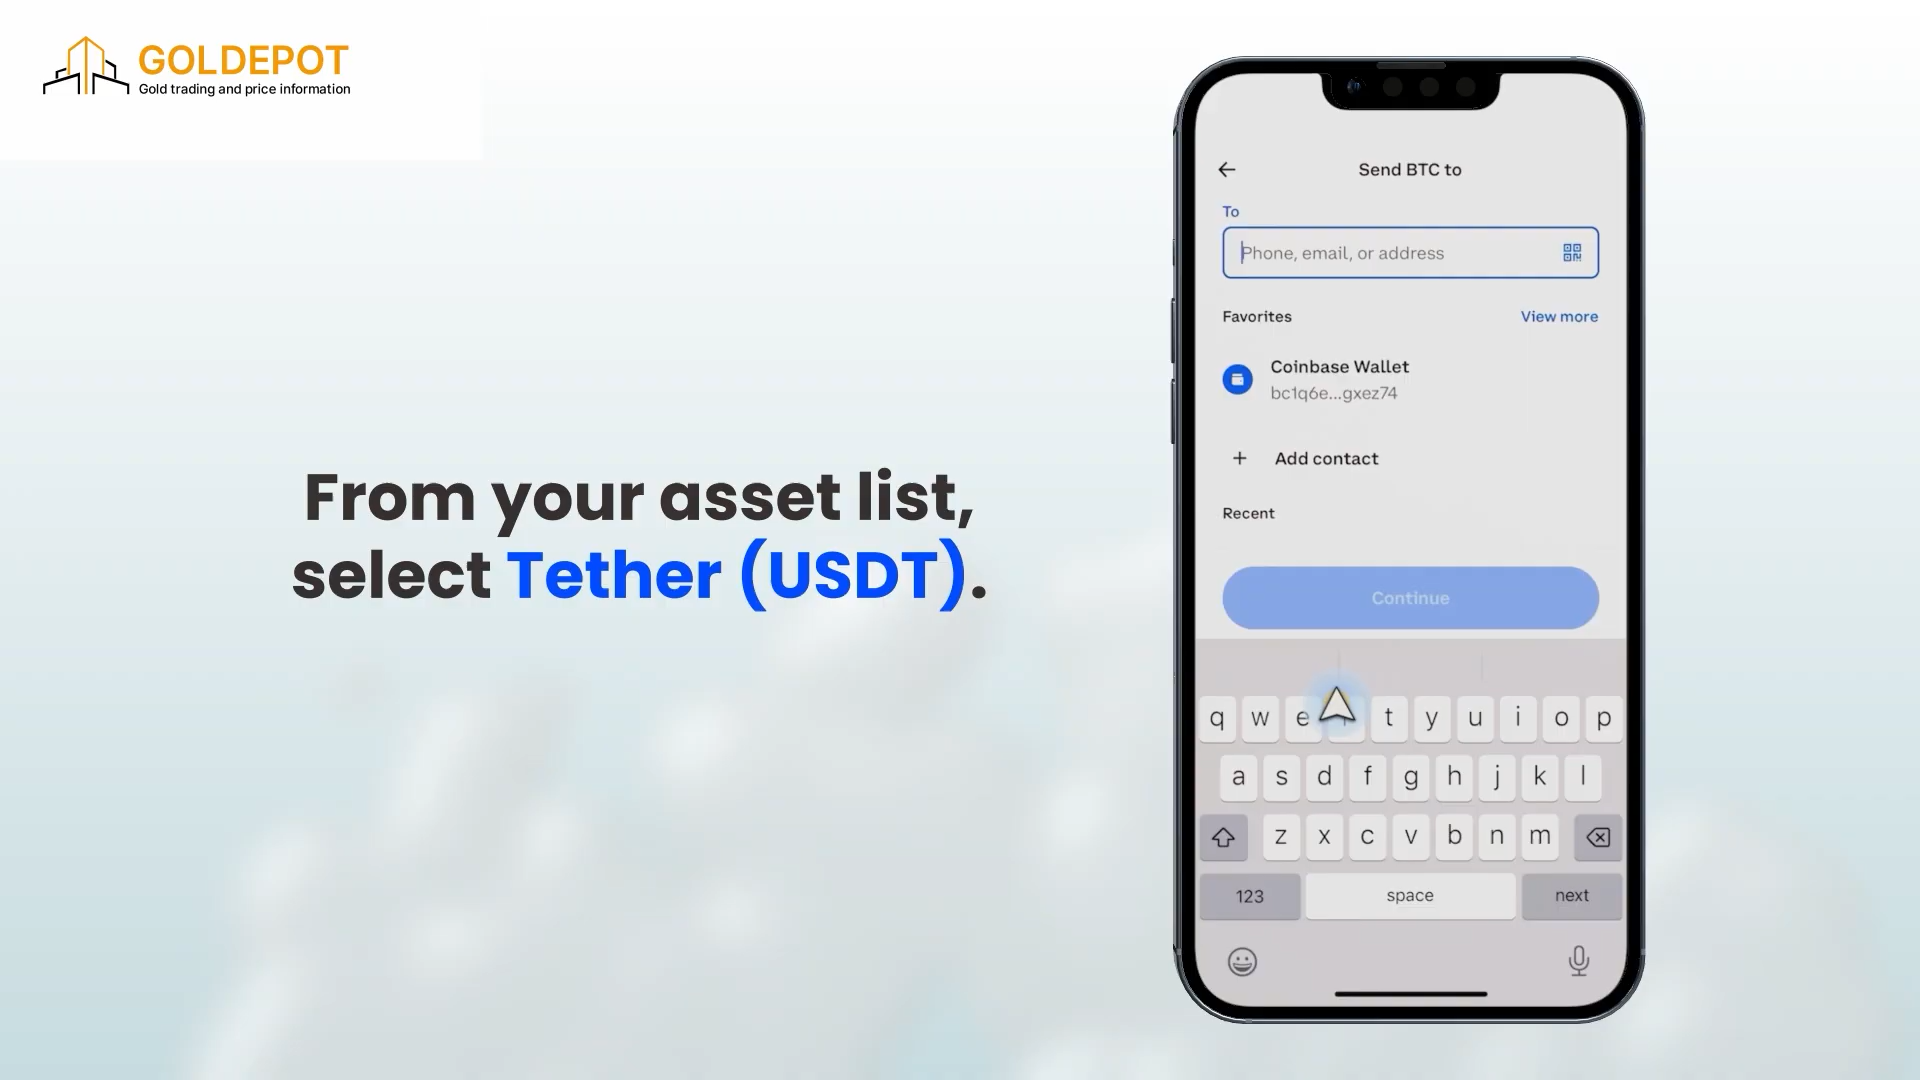 GOLDEPOT
Gold trading and price information
From your asset list,
select Tether (USDT).
Send BTC to
To
Phone, email, or address
Favorites
View more
Coinbase Wallet
bc1q6e...gxez74
+ Add contact
Recent
Continue
q w e t y u i o p
a s d f g h j k l
z x c v b n m
123 space next